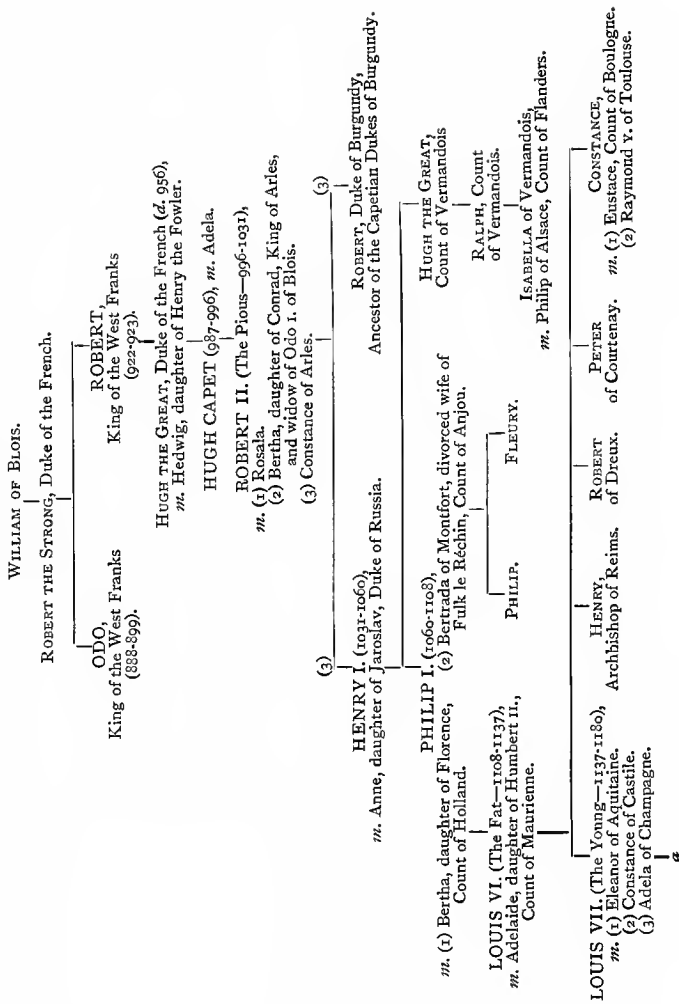 WILLIAM OF BLOIS.
ROBERT THE STRONG, Duke of the French.
ODO,
King of the West Franks
(888-899).
ROBERT,
King of the West Franks
(922-923).
HUGH THE GREAT, Duke of the French (d. 956),
m. Hedwig, daughter of Henry the Fowler.
HUGH CAPET (987-996), m. Adela.
ROBERT II. (The Pious—996-1031),
m. (1) Rosala.
(2) Bertha, daughter of Conrad, King of Arles,
and widow of Odo I. of Blois.
(3) Constance of Arles.
(3)
HENRY I. (1031-1060),
m. Anne, daughter of Jaroslav, Duke of Russia.
(3)
ROBERT, Duke of Burgundy,
Ancestor of the Capetian Dukes of Burgundy.
PHILIP I. (1060-1108),
m. (1) Bertha, daughter of Florence,
Count of Holland.
(2) Bertrada of Montfort, divorced wife of
Fulk le Réchin, Count of Anjou.
HUGH THE GREAT,
Count of Vermandois
RALPH, Count
of Vermandois.
ISABELLA of Vermandois,
m. Philip of Alsace, Count of Flanders.
LOUIS VI. (The Fat—1108-1137),
m. Adelaide, daughter of Humbert II.,
Count of Maurienne.
PHILIP.
FLEURY.
LOUIS VII. (The Young—1137-1180),
m. (1) Eleanor of Aquitaine.
(2) Constance of Castile.
(3) Adela of Champagne.
a
HENRY,
Archbishop of Reims.
ROBERT
of Dreux.
PETER
of Courtenay.
CONSTANCE,
m. (1) Eustace, Count of Boulogne.
(2) Raymond V. of Toulouse.